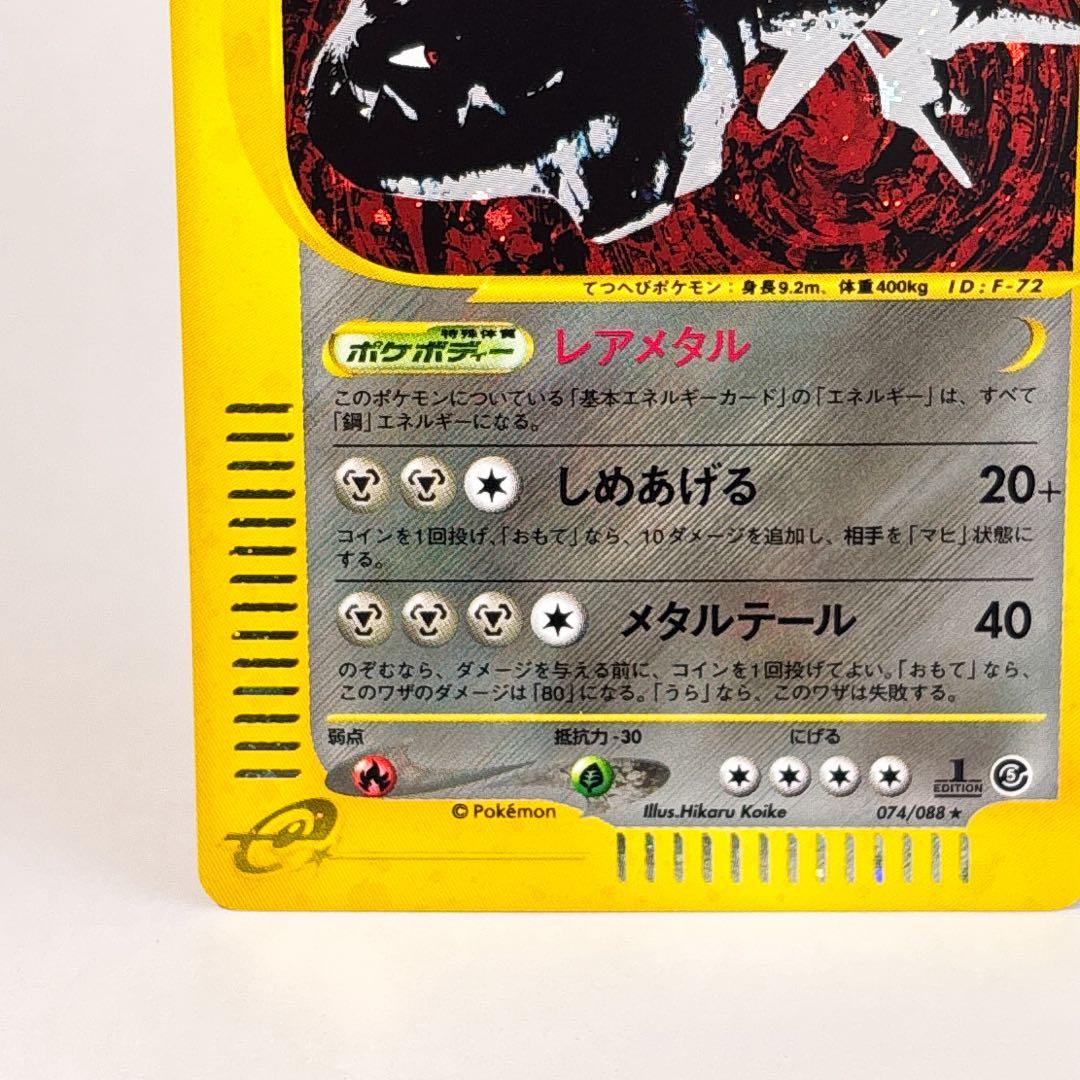 てつへびポケモン：身長9.2m、体重400kg ID:F-72
特殊体質
ポケボディー レアメタル
このポケモンについている「基本エネルギーカード」の「エネルギー」は、すべて
「鋼」エネルギーになる。
しめあげる 20+
コインを1回投げ、「おもて」なら、10ダメージを追加し、相手を「マヒ」状態に
する。
メタルテール 40
のぞむなら、ダメージを与える前に、コインを1回投げてよい。「おもて」なら、
このワザのダメージは「80」になる。「うら」なら、このワザは失敗する。
弱点 抵抗力-30 にげる
1 EDITION 5
© Pokémon Illus.Hikaru Koike 074/088★
e